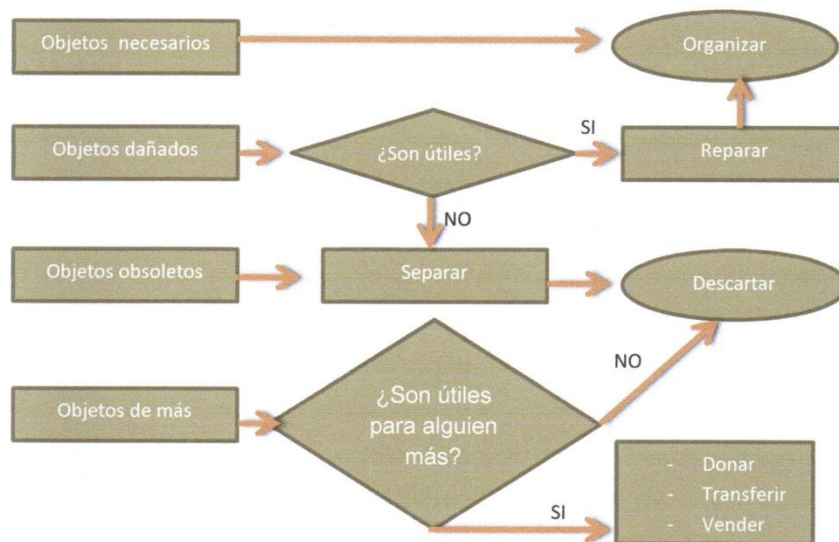 Objetos necesarios
Organizar
Objetos dañados
¿Son útiles?
SI
Reparar
NO
Objetos obsoletos
Separar
Descartar
Objetos de más
¿Son útiles
para alguien
más?
NO
SI
- Donar
- Transferir
- Vender